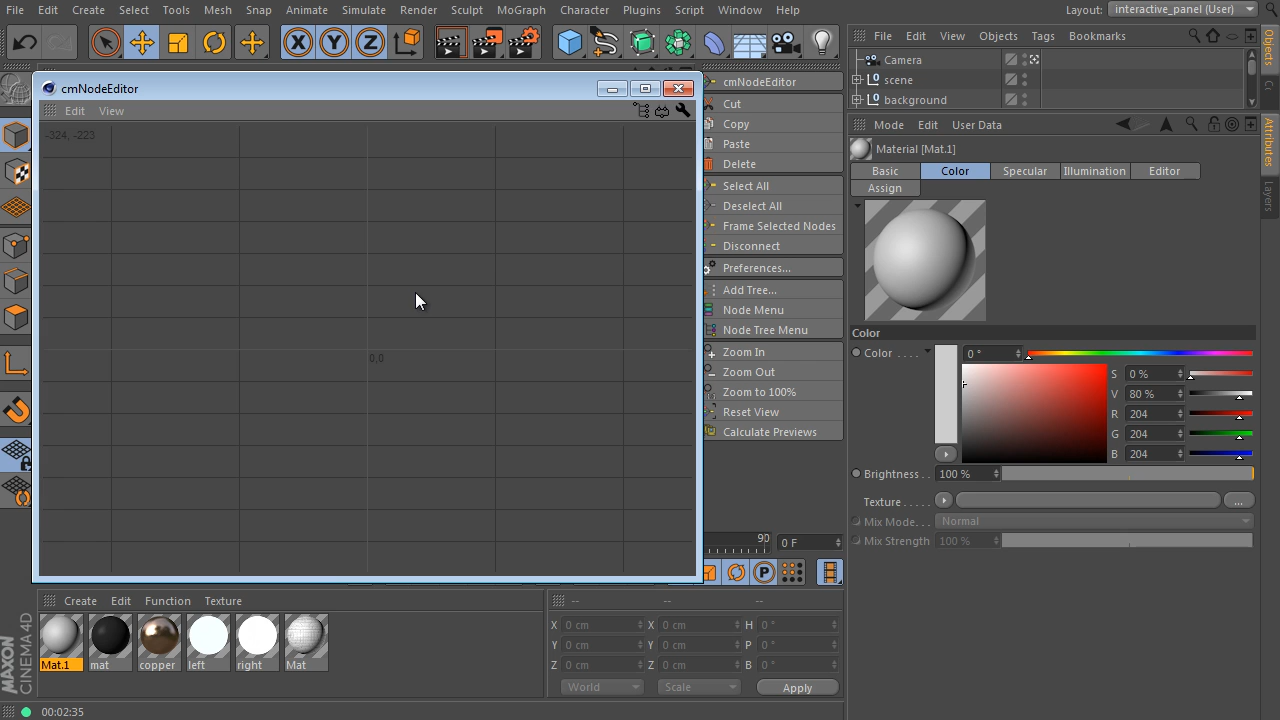 File Edit Create Select Tools Mesh Snap Animate Simulate Render Sculpt MoGraph Character Plugins Script Window Help Layout: interactive_panel (User)
PSR X Y Z
File Edit View Objects Tags Bookmarks
Camera
scene
background
Objects
Attributes
Layers
cmNodeEditor
Edit View
-324, -223
0,0
cmNodeEditor
Cut
Copy
Paste
Delete
Select All
Deselect All
Frame Selected Nodes
Disconnect
Preferences...
Add Tree...
Node Menu
Node Tree Menu
Zoom In
Zoom Out
Zoom to 100%
Reset View
Calculate Previews
90 0 F
P
Mode Edit User Data
Material [Mat.1]
Basic Color Specular Illumination Editor
Assign
Color
Color . . . . 0 °
S 0 %
V 80 %
R 204
G 204
B 204
Brightness . . 100 %
Texture . . . . . ...
Mix Mode. . . Normal
Mix Strength 100 %
Create Edit Function Texture
Mat.1 mat copper left right Mat
-- -- --
X 0 cm X 0 cm H 0 °
Y 0 cm Y 0 cm P 0 °
Z 0 cm Z 0 cm B 0 °
World Scale Apply
MAXON
CINEMA 4D
00:02:35